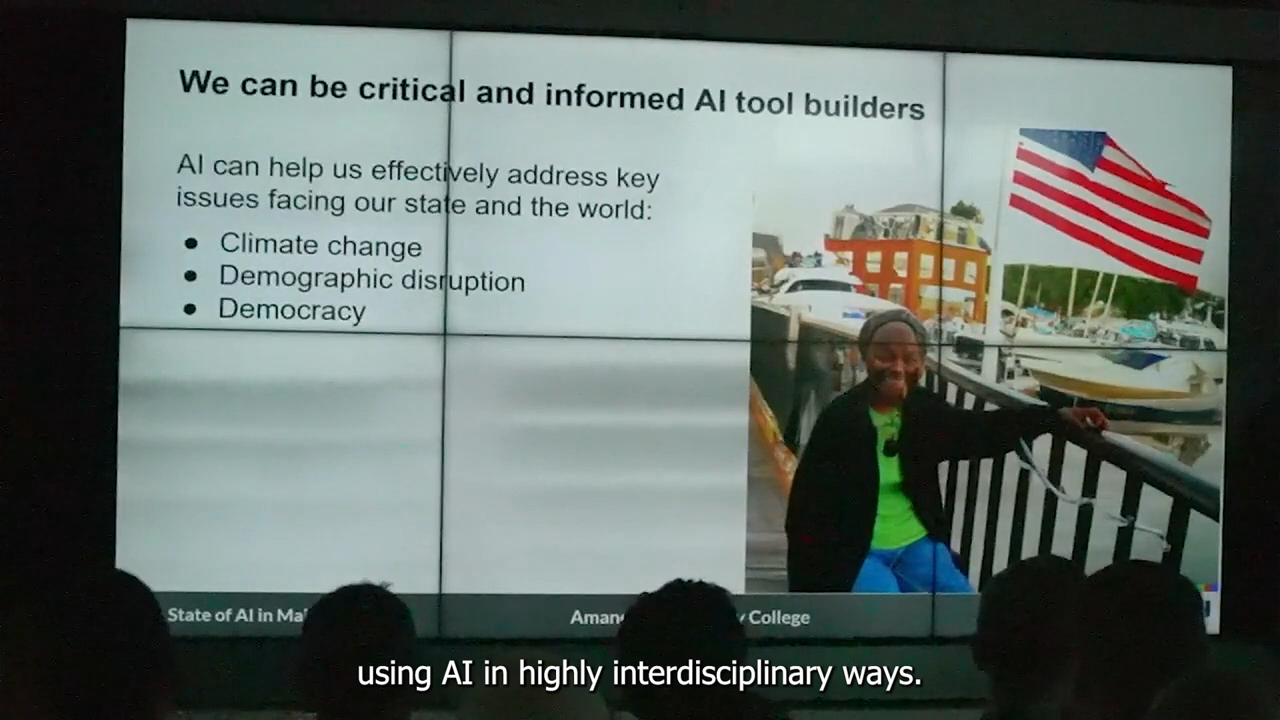 We can be critical and informed AI tool builders
AI can help us effectively address key
issues facing our state and the world:
● Climate change
● Demographic disruption
● Democracy
State of AI in
College
using AI in highly interdisciplinary ways.